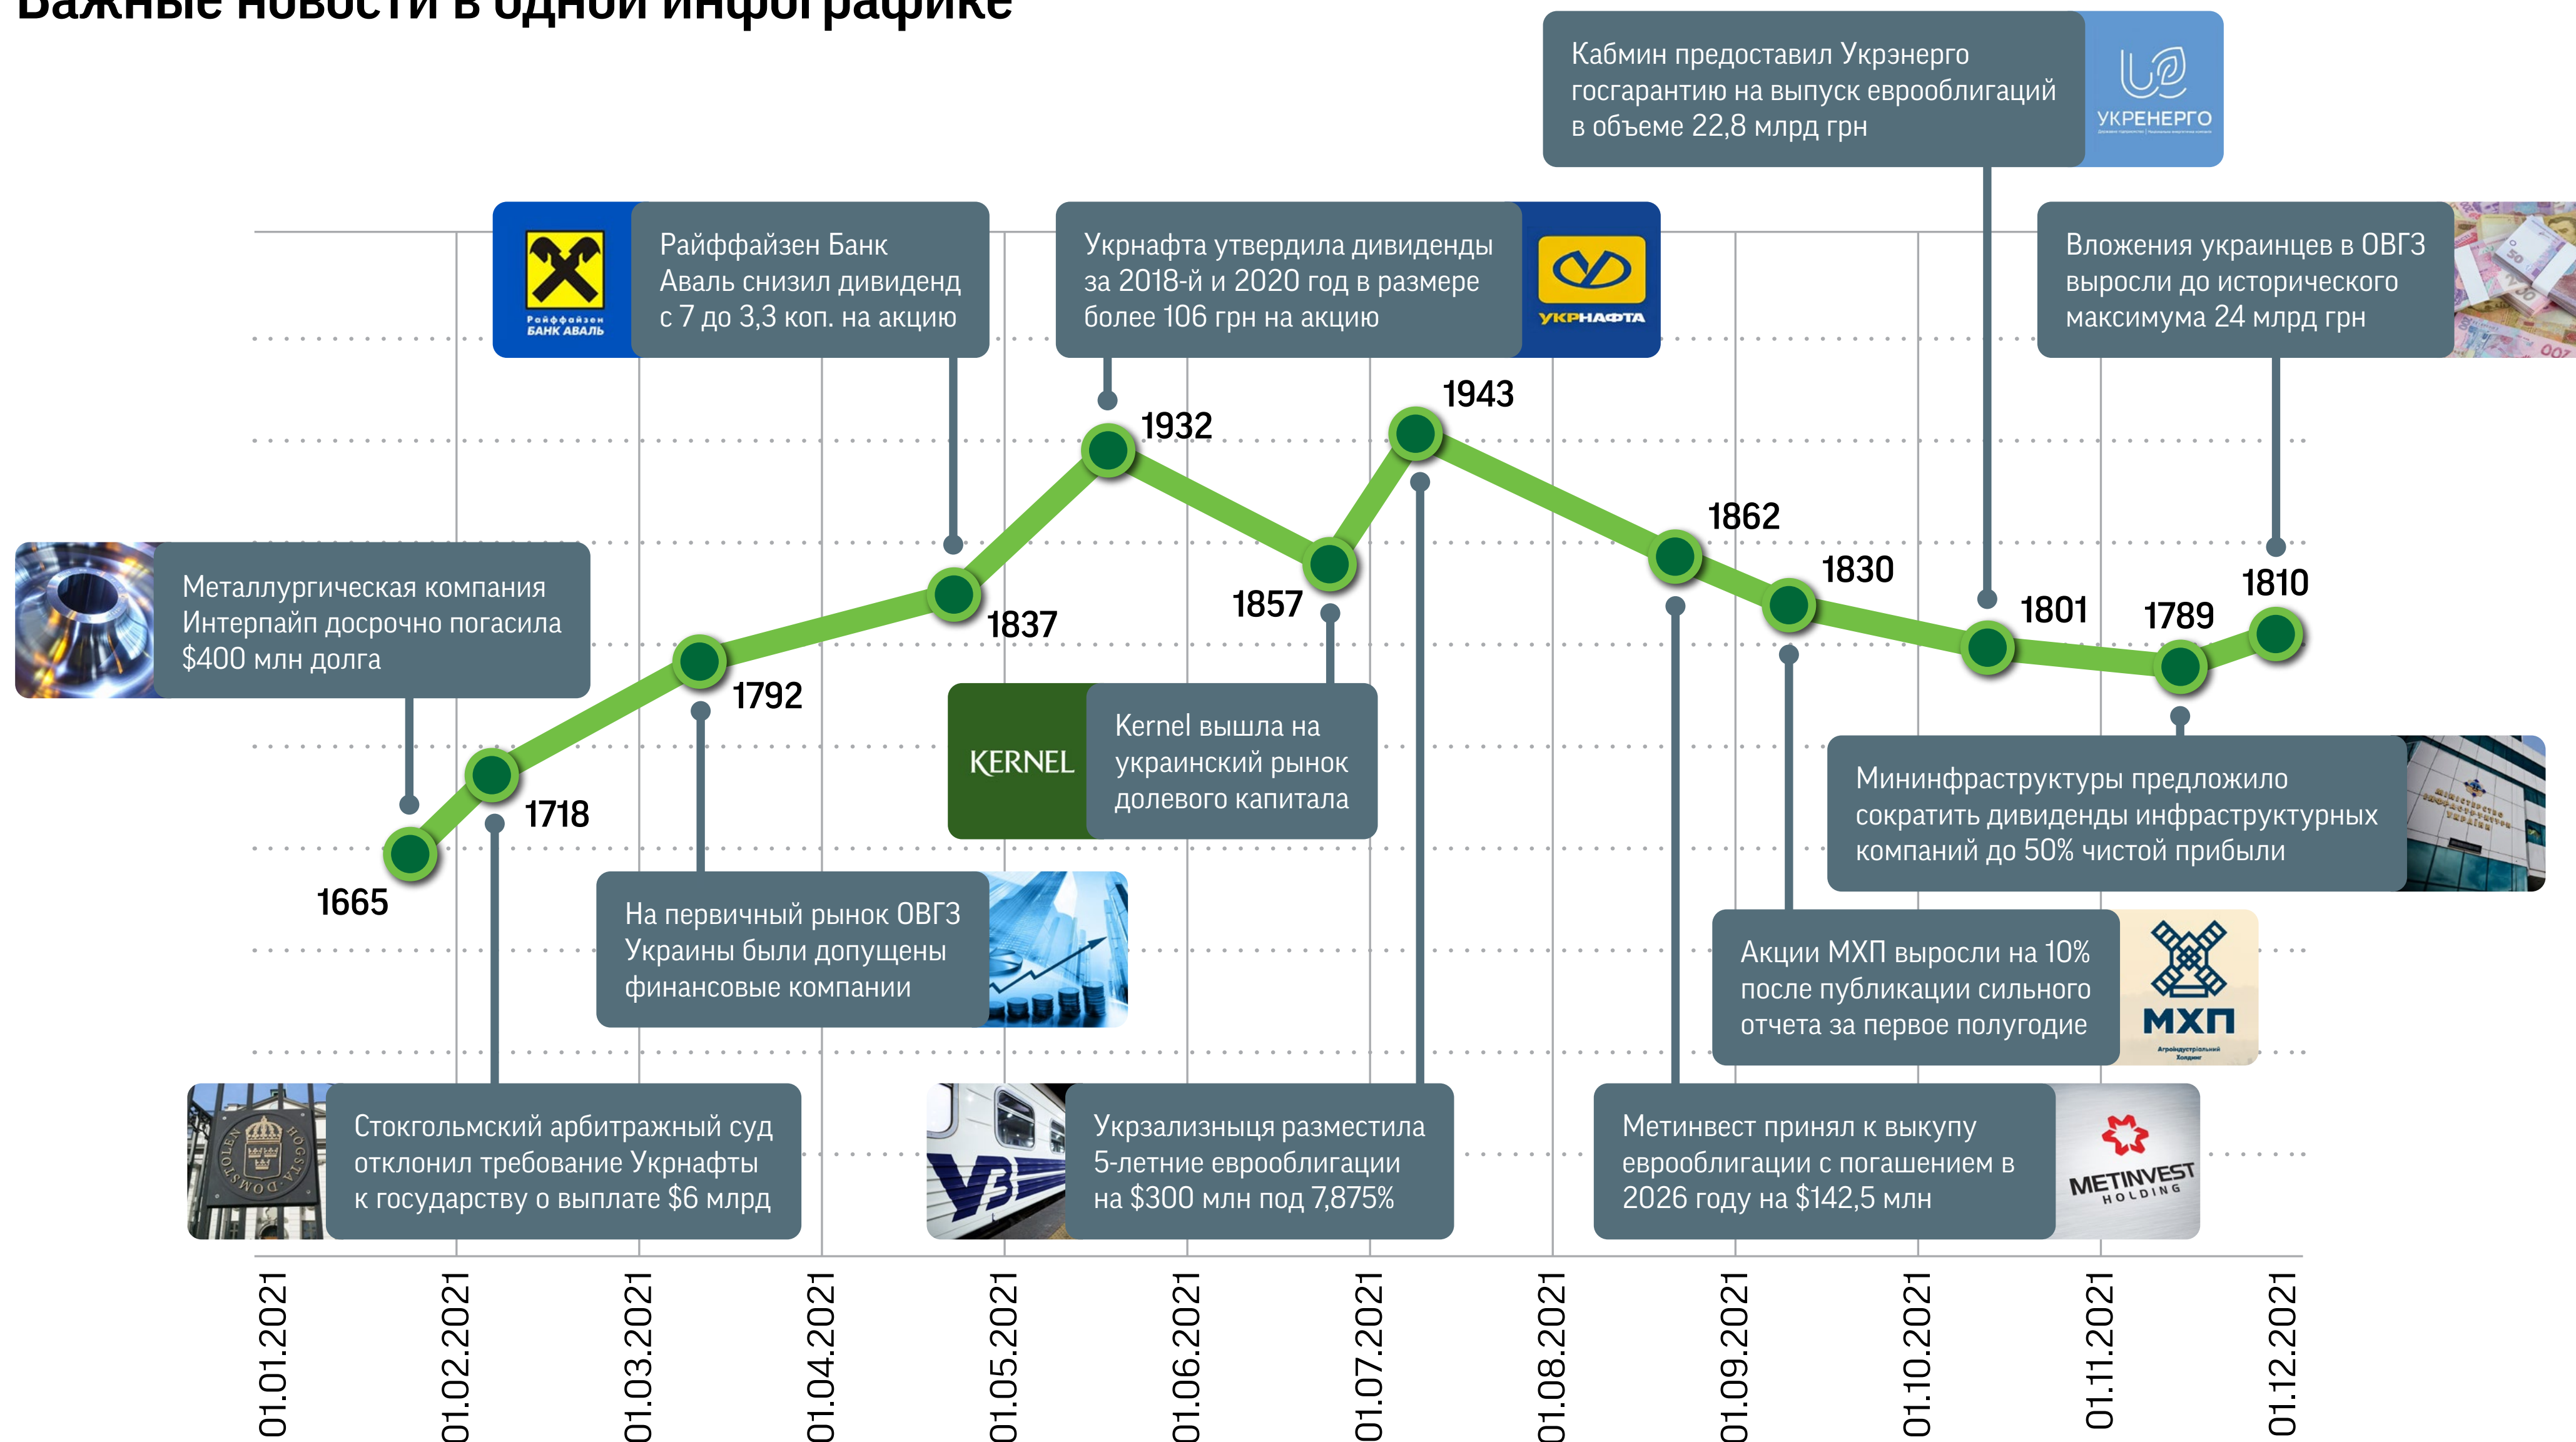 Важные новости в одной инфографике
Кабмин предоставил Укрэнерго
госгарантию на выпуск еврооблигаций
в объеме 22,8 млрд грн
УКРЕНЕРГО
Райффайзен
БАНК АВАЛЬ
Райффайзен Банк
Аваль снизил дивиденд
с 7 до 3,3 коп. на акцию
Укрнафта утвердила дивиденды
за 2018-й и 2020 год в размере
более 106 грн на акцию
УКРНАФТА
Вложения украинцев в ОВГЗ
выросли до исторического
максимума 24 млрд грн
Металлургическая компания
Интерпайп досрочно погасила
$400 млн долга
1665
1718
1792
1837
1932
1857
1943
1862
1830
1801
1789
1810
KERNEL
Kernel вышла на
украинский рынок
долевого капитала
Мининфраструктуры предложило
сократить дивиденды инфраструктурных
компаний до 50% чистой прибыли
МІНІСТЕРСТВО
ІНФРАСТРУКТУРИ
УКРАЇНИ
На первичный рынок ОВГЗ
Украины были допущены
финансовые компании
Акции МХП выросли на 10%
после публикации сильного
отчета за первое полугодие
МХП
Агроіндустріальний
Холдинг
HÖGSTA·DOMSTOLEN
Стокгольмский арбитражный суд
отклонил требование Укрнафты
к государству о выплате $6 млрд
УЗ
Укрзализныця разместила
5-летние еврооблигации
на $300 млн под 7,875%
Метинвест принял к выкупу
еврооблигации с погашением в
2026 году на $142,5 млн
METINVEST
HOLDING
01.01.2021
01.02.2021
01.03.2021
01.04.2021
01.05.2021
01.06.2021
01.07.2021
01.08.2021
01.09.2021
01.10.2021
01.11.2021
01.12.2021